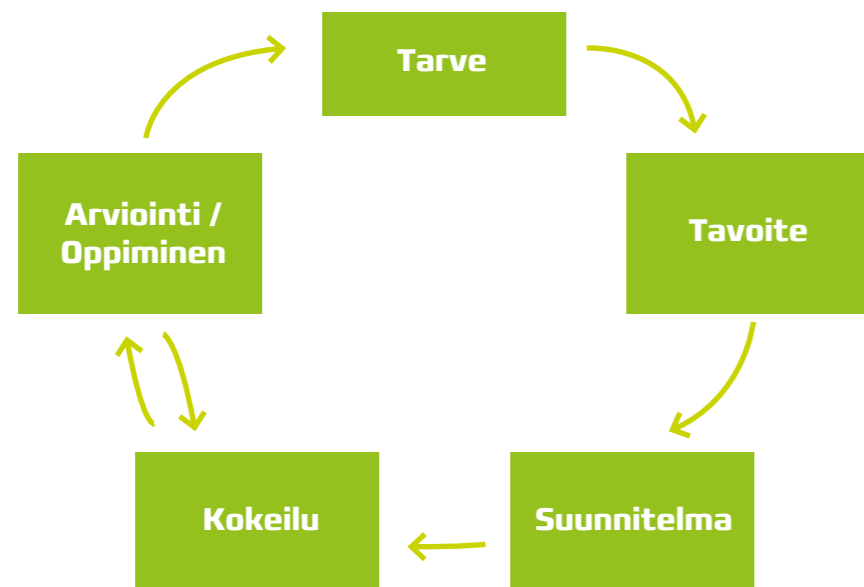 Tarve
Tavoite
Suunnitelma
Kokeilu
Arviointi /
Oppiminen